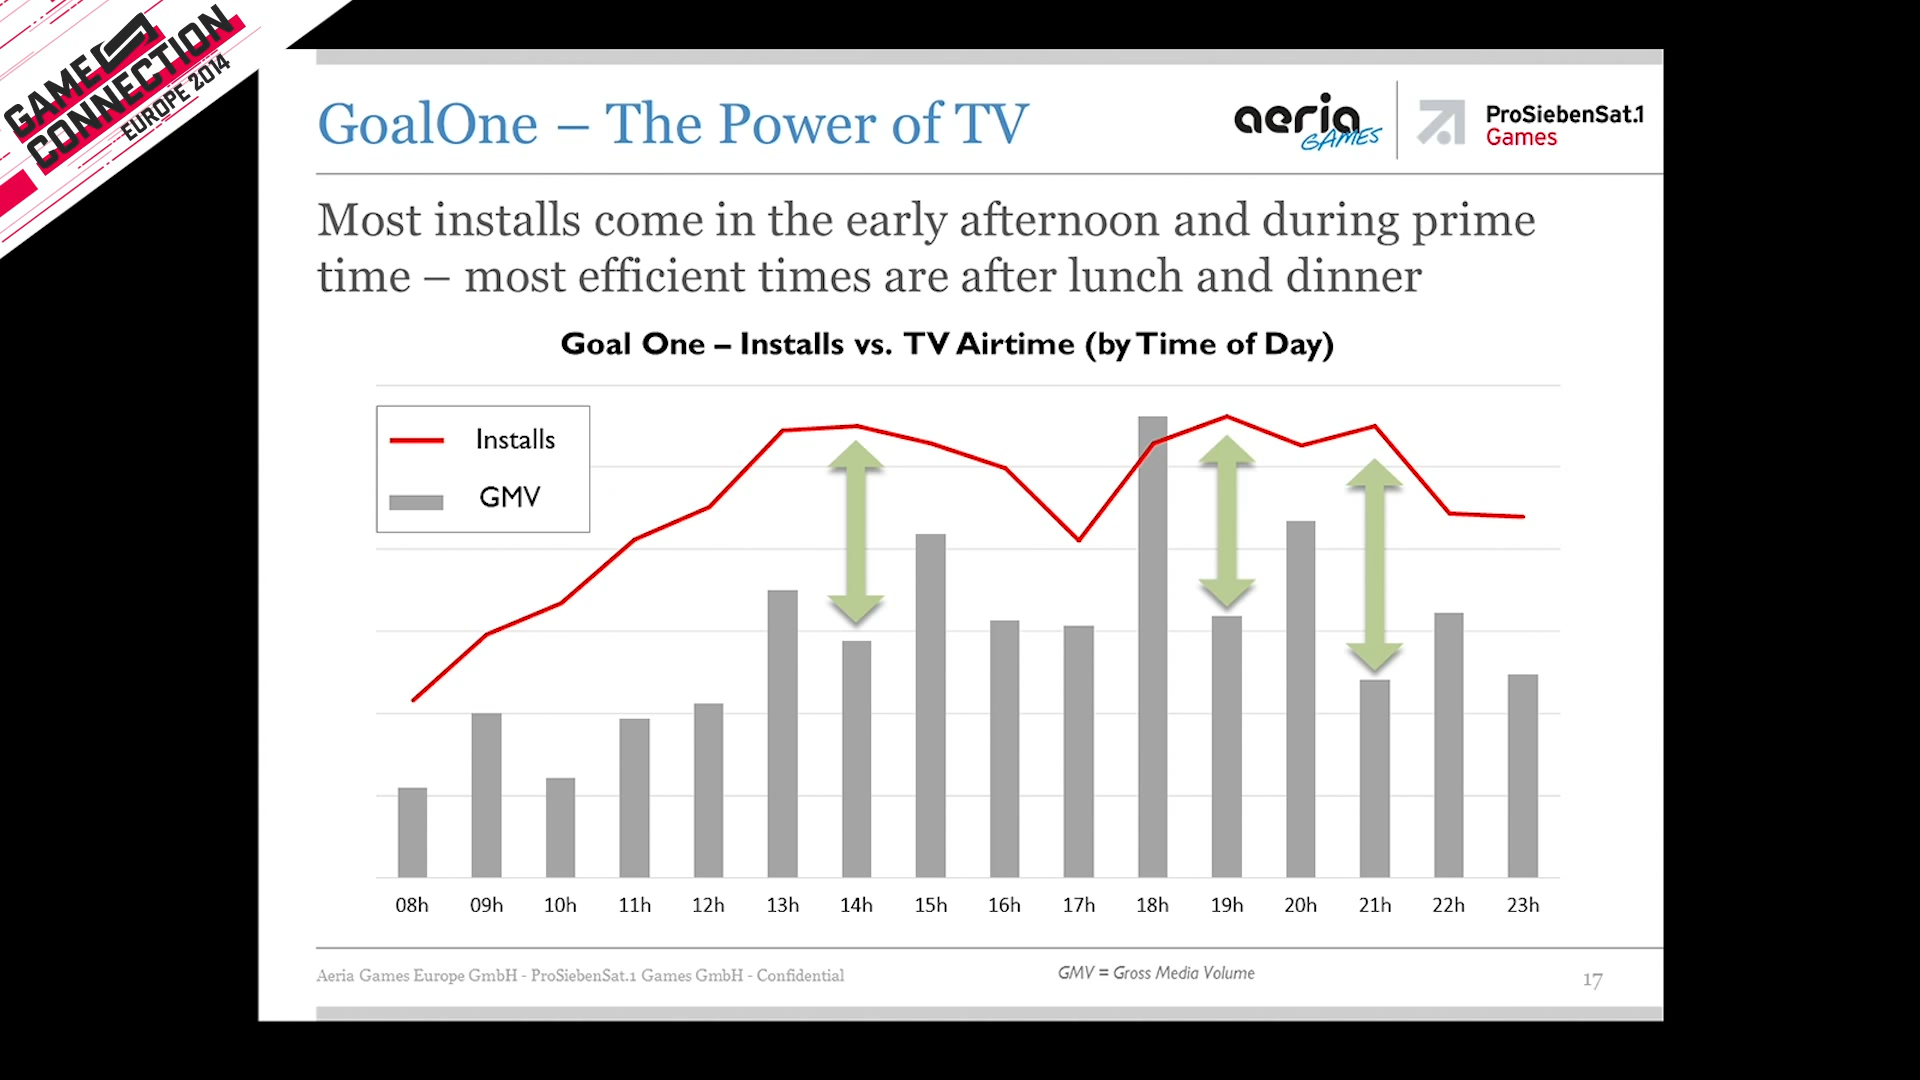 GAME
CONNECTION
EUROPE 2014
GoalOne – The Power of TV
aeria
GAMES
ProSiebenSat.1
Games
Most installs come in the early afternoon and during prime
time – most efficient times are after lunch and dinner
Goal One – Installs vs. TV Airtime (by Time of Day)
Installs
GMV
08h 09h 10h 11h 12h 13h 14h 15h 16h 17h 18h 19h 20h 21h 22h 23h
Aeria Games Europe GmbH - ProSiebenSat.1 Games GmbH - Confidential
GMV = Gross Media Volume
17